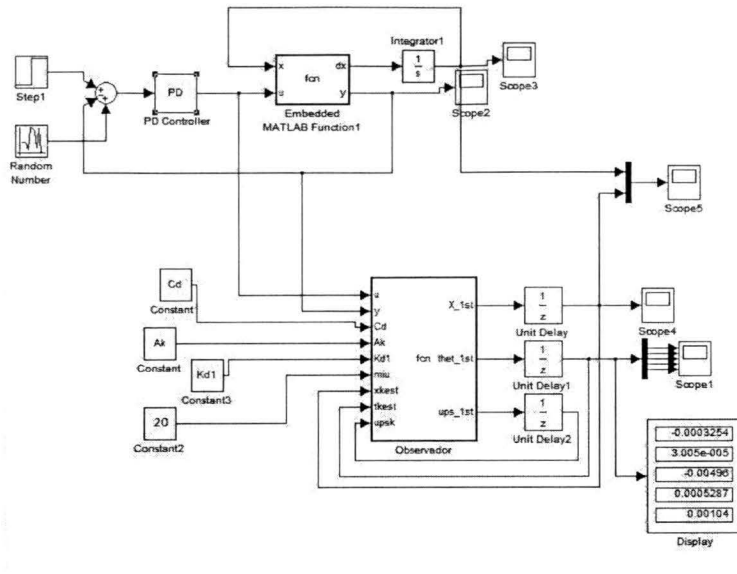 Integrator1
x
fcn
dx
1
s
Scope3
u
y
Scope2
Step1
PD
PD Controller
Embedded
MATLAB Function1
Random
Number
Scope5
Cd
Constant
u
y
Cd
Ak
Kd1
miu
xkest
tkest
upsk
fcn
X_1st
thet_1st
ups_1st
Observador
1
z
Unit Delay
Scope4
Ak
Constant
1
z
Unit Delay1
Scope1
Kd1
Constant3
1
z
Unit Delay2
20
Constant2
-0.0003254
3.005e-005
-0.00496
0.0005287
0.00104
Display